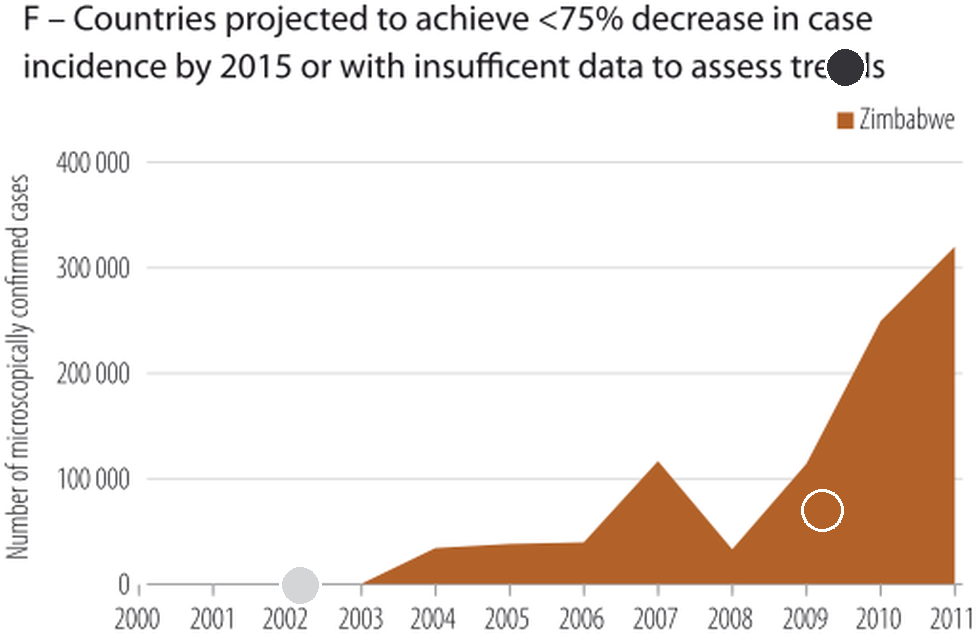 F – Countries projected to achieve <75% decrease in case
incidence by 2015 or with insufficent data to assess
Zimbabwe
Number of microscopically confirmed cases
400 000
300 000
200 000
100 000
0
2000 2001 2002 2003 2004 2005 2006 2007 2008 2009 2010 2011